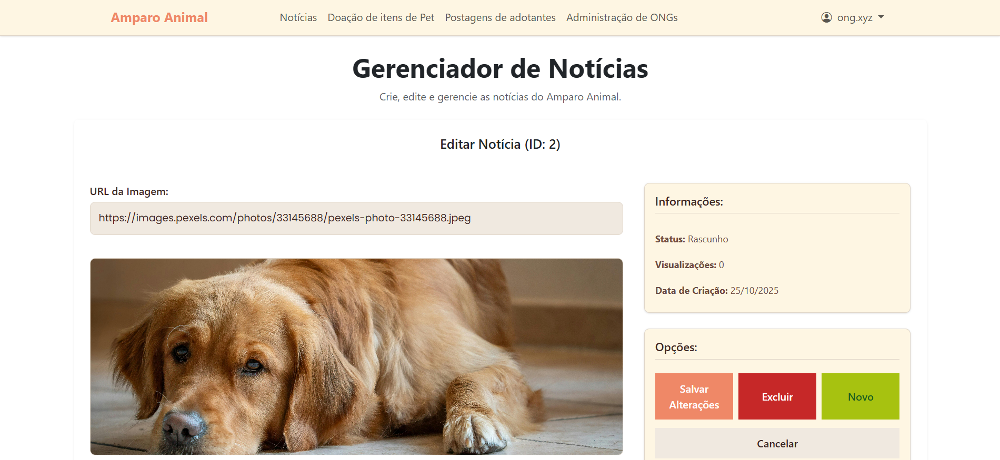 Amparo Animal Notícias Doação de itens de Pet Postagens de adotantes Administração de ONGs ong.xyz
Gerenciador de Notícias
Crie, edite e gerencie as notícias do Amparo Animal.
Editar Notícia (ID: 2)
URL da Imagem:
https://images.pexels.com/photos/33145688/pexels-photo-33145688.jpeg
Informações:
Status: Rascunho
Visualizações: 0
Data de Criação: 25/10/2025
Opções:
Salvar
Alterações
Excluir
Novo
Cancelar